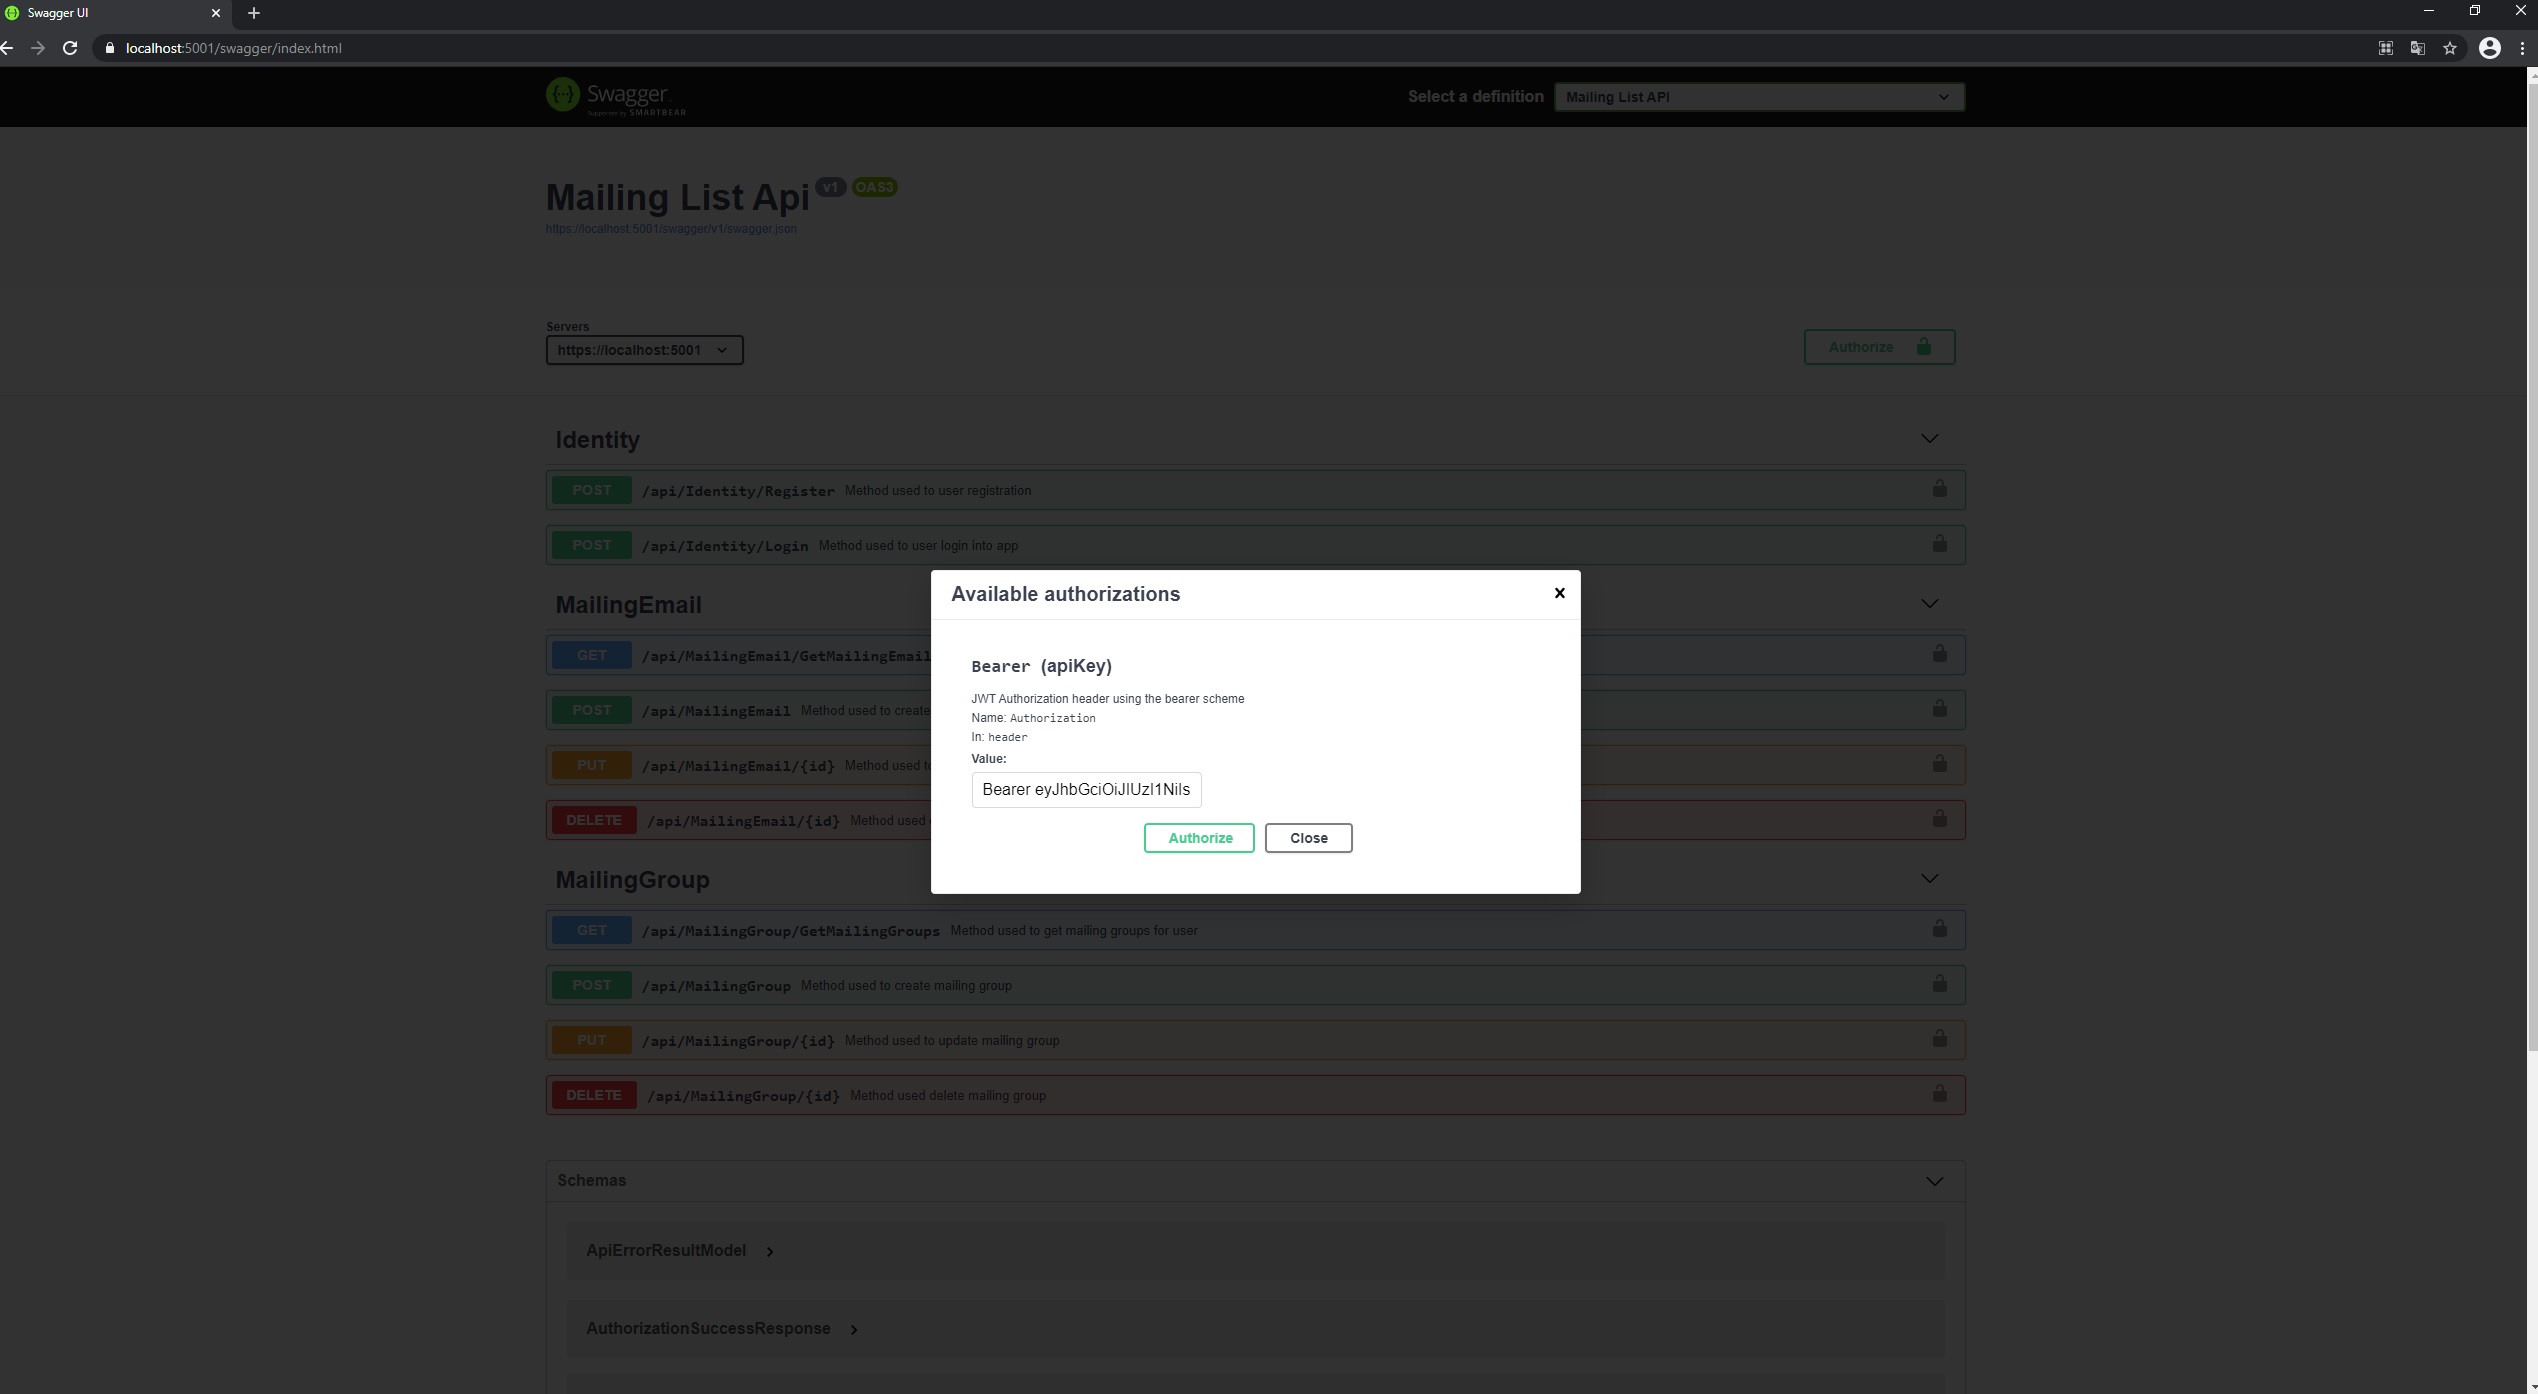 Swagger UI
localhost:5001/swagger/index.html
Swagger
Supported by SMARTBEAR
Select a definition
Mailing List API
Mailing List Api v1 OAS3
https://localhost:5001/swagger/v1/swagger.json
Servers
https://localhost:5001
Authorize
Identity
POST /api/Identity/Register Method used to user registration
POST /api/Identity/Login Method used to user login into app
MailingEmail
GET /api/MailingEmail/GetMailingEmail
POST /api/MailingEmail Method used to create
PUT /api/MailingEmail/{id} Method used to
DELETE /api/MailingEmail/{id} Method used
Available authorizations
Bearer (apiKey)
JWT Authorization header using the bearer scheme
Name: Authorization
In: header
Value:
Bearer eyJhbGciOiJIUzI1NiIs
Authorize
Close
MailingGroup
GET /api/MailingGroup/GetMailingGroups Method used to get mailing groups for user
POST /api/MailingGroup Method used to create mailing group
PUT /api/MailingGroup/{id} Method used to update mailing group
DELETE /api/MailingGroup/{id} Method used delete mailing group
Schemas
ApiErrorResultModel
AuthorizationSuccessResponse